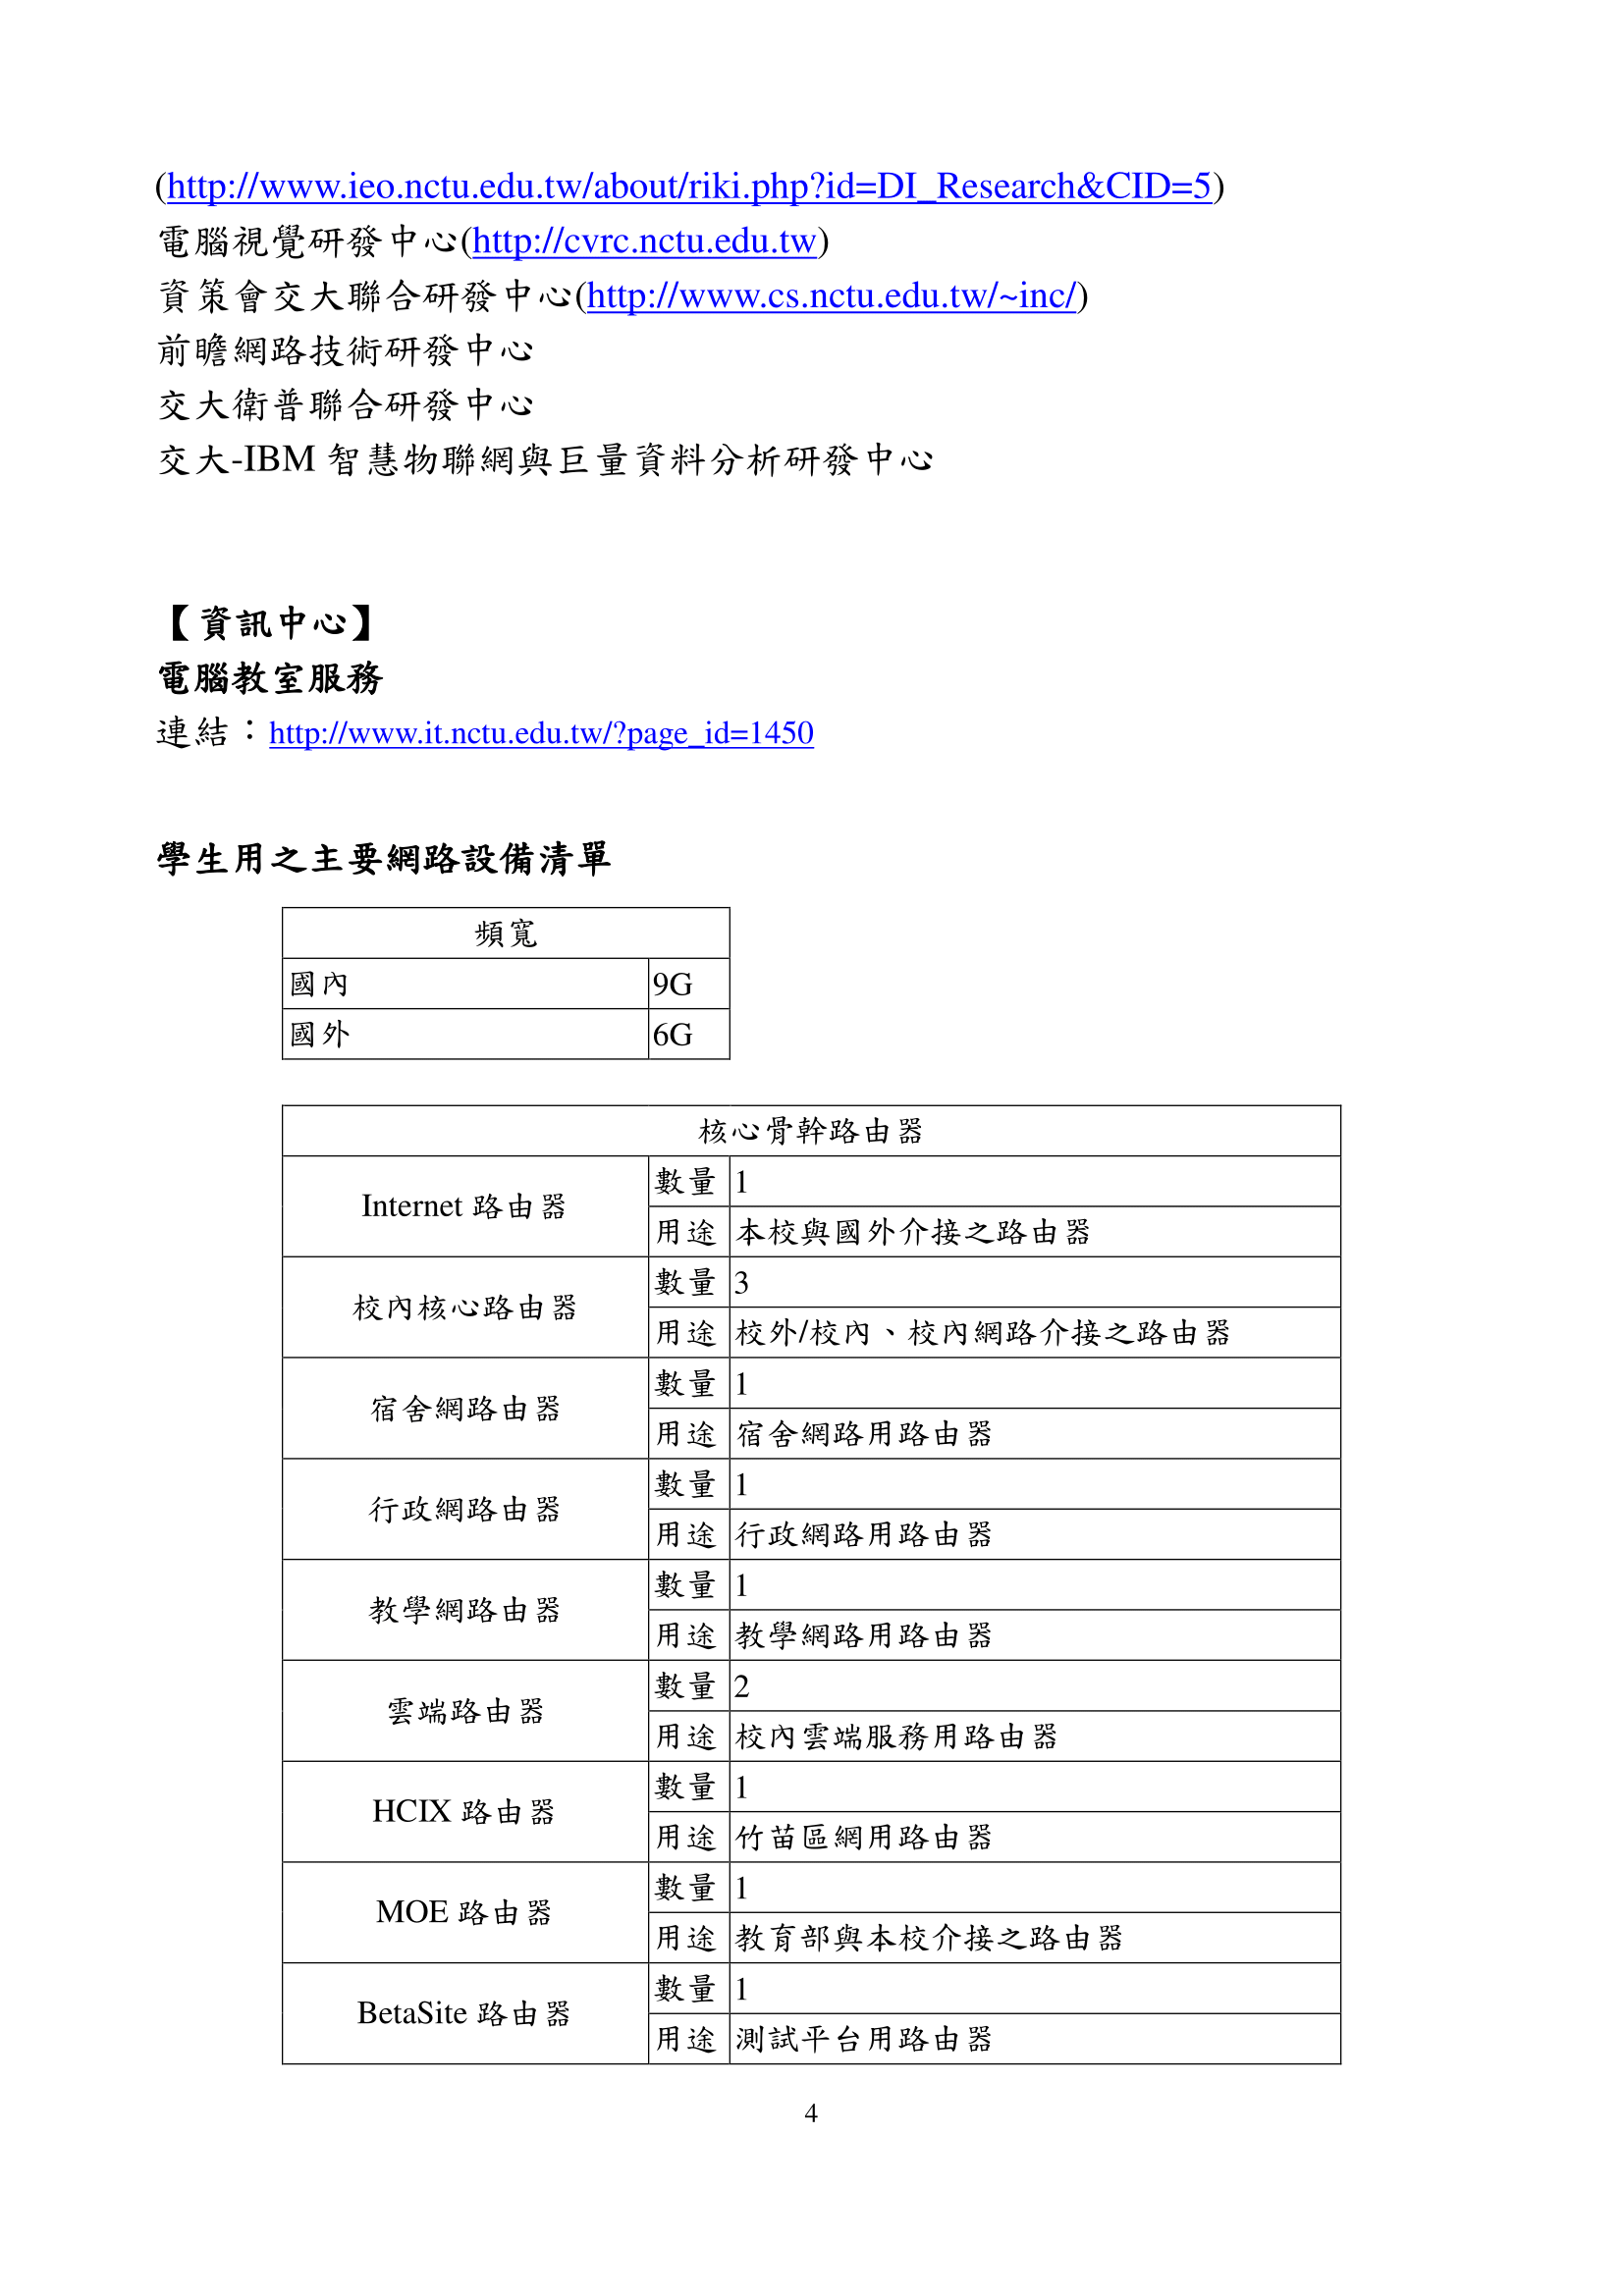 (http://www.ieo.nctu.edu.tw/about/riki.php?id=DI_Research&CID=5)
電腦視覺研發中心(http://cvrc.nctu.edu.tw)
資策會交大聯合研發中心(http://www.cs.nctu.edu.tw/~inc/)
前瞻網路技術研發中心
交大衛普聯合研發中心
交大-IBM 智慧物聯網與巨量資料分析研發中心
【資訊中心】
電腦教室服務
連結：http://www.it.nctu.edu.tw/?page_id=1450
學生用之主要網路設備清單
頻寬
國內 9G
國外 6G
核心骨幹路由器
Internet 路由器
數量 1
用途 本校與國外介接之路由器
校內核心路由器
數量 3
用途 校外/校內、校內網路介接之路由器
宿舍網路由器
數量 1
用途 宿舍網路用路由器
行政網路由器
數量 1
用途 行政網路用路由器
教學網路由器
數量 1
用途 教學網路用路由器
雲端路由器
數量 2
用途 校內雲端服務用路由器
HCIX 路由器
數量 1
用途 竹苗區網用路由器
MOE 路由器
數量 1
用途 教育部與本校介接之路由器
BetaSite 路由器
數量 1
用途 測試平台用路由器
4